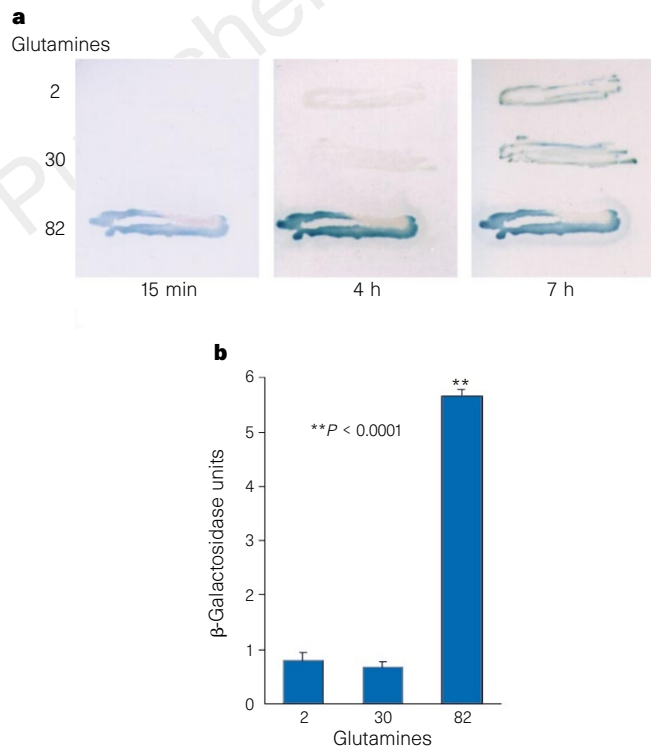 a
Glutamines
2
30
82
15 min
4 h
7 h
b
6
5
4
3
2
1
0
β-Galactosidase units
**
**P < 0.0001
2
30
82
Glutamines